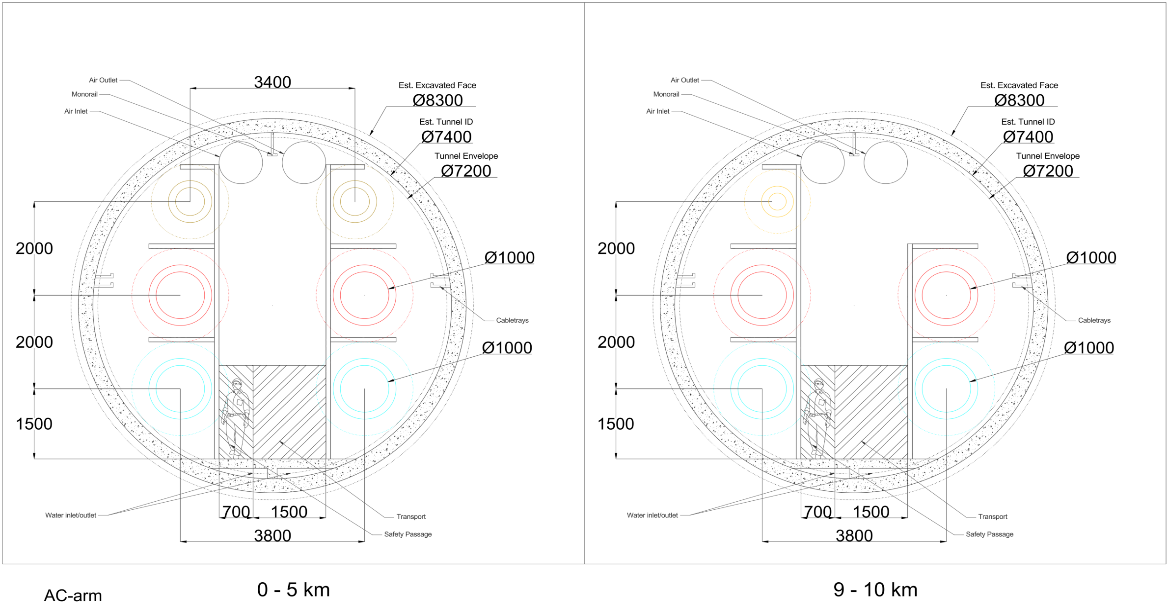 Air Outlet
Monorail
Air Inlet
3400
Est. Excavated Face
Ø8300
Est. Tunnel ID
Ø7400
Tunnel Envelope
Ø7200
2000
2000
1500
Ø1000
Cabletrays
Ø1000
Water inlet/outlet
700
1500
3800
Transport
Safety Passage
Air Outlet
Monorail
Air Inlet
Est. Excavated Face
Ø8300
Est. Tunnel ID
Ø7400
Tunnel Envelope
Ø7200
2000
2000
1500
Ø1000
Cabletrays
Ø1000
Water inlet/outlet
700
1500
3800
Transport
Safety Passage
AC-arm
0 - 5 km
9 - 10 km